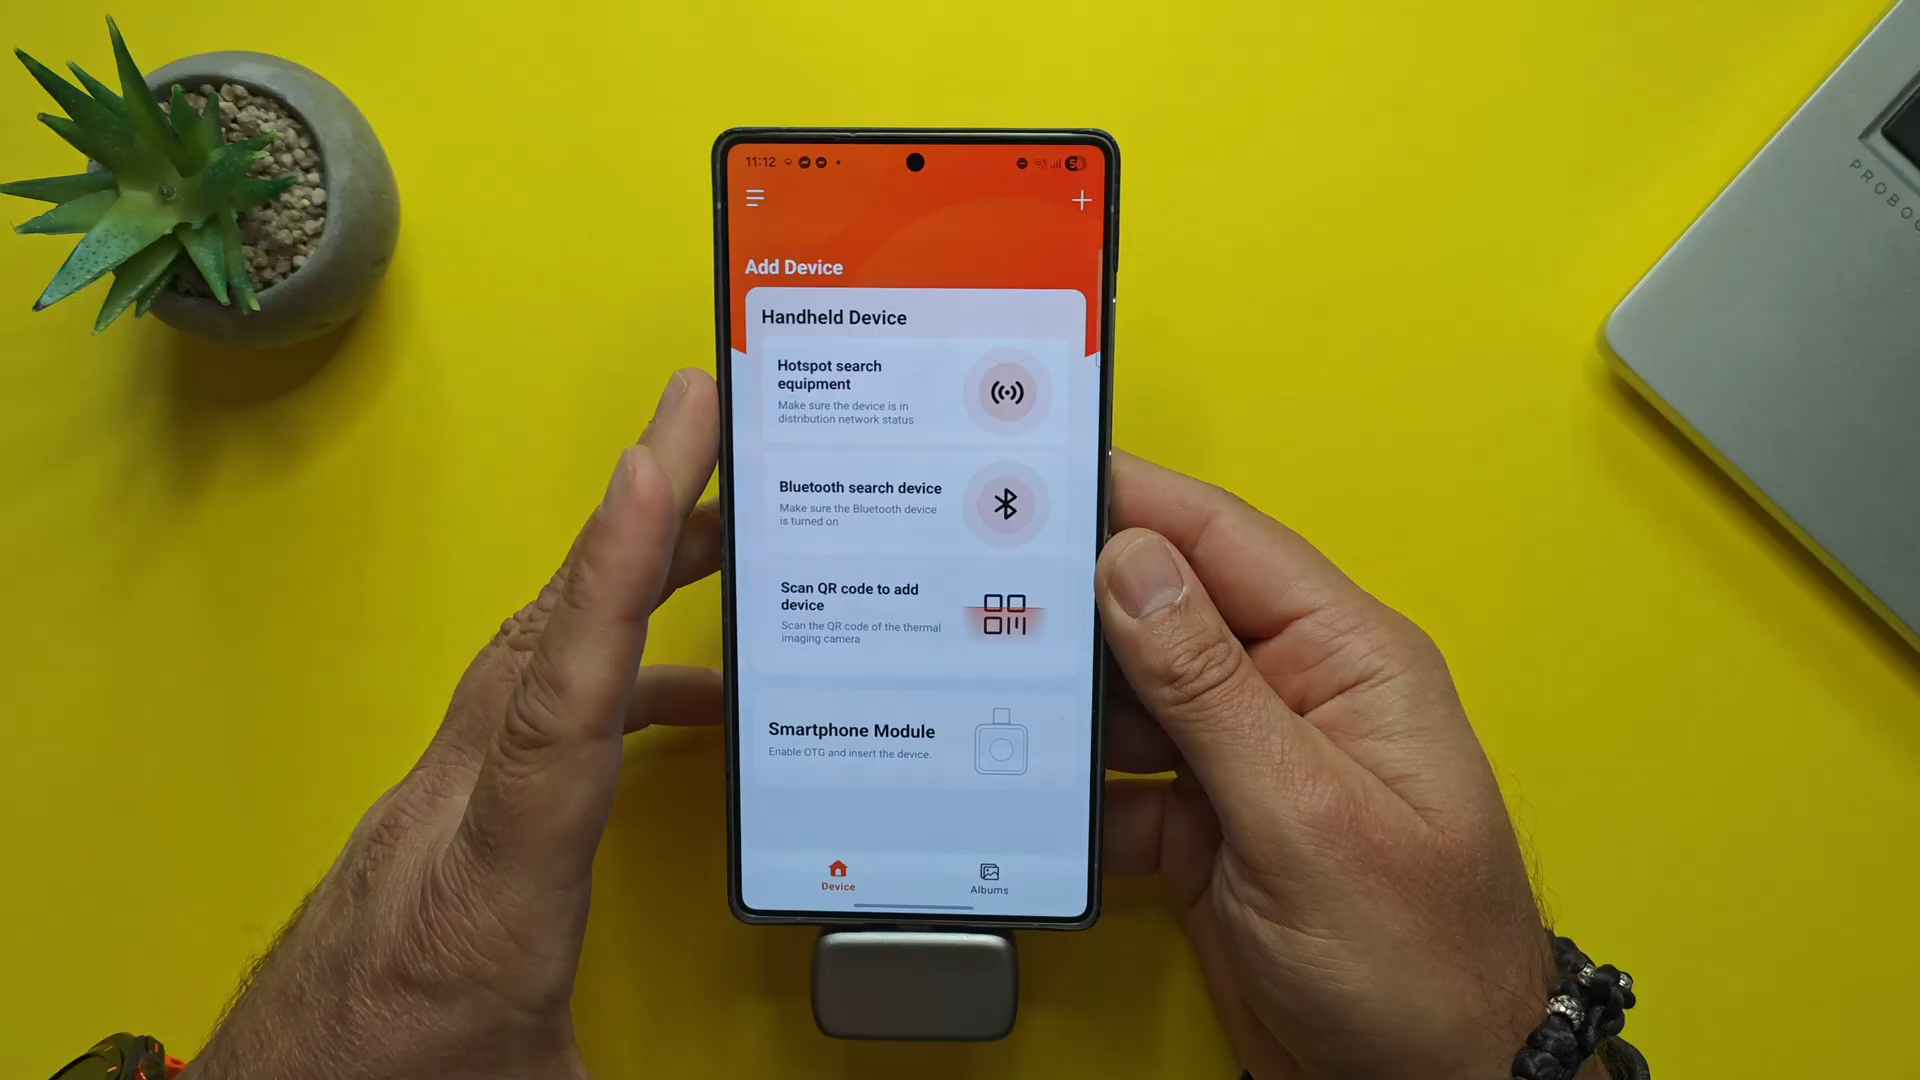 11:12
56
Add Device
Handheld Device
Hotspot search
equipment
Make sure the device is in
distribution network status
Bluetooth search device
Make sure the Bluetooth device
is turned on
Scan QR code to add
device
Scan the QR code of the thermal
imaging camera
Smartphone Module
Enable OTG and insert the device.
Device
Albums